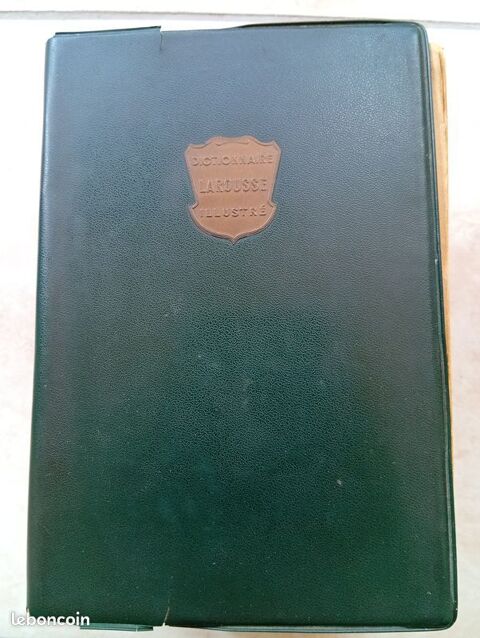 DICTIONNAIRE
LAROUSSE
ILLUSTRÉ
leboncoin